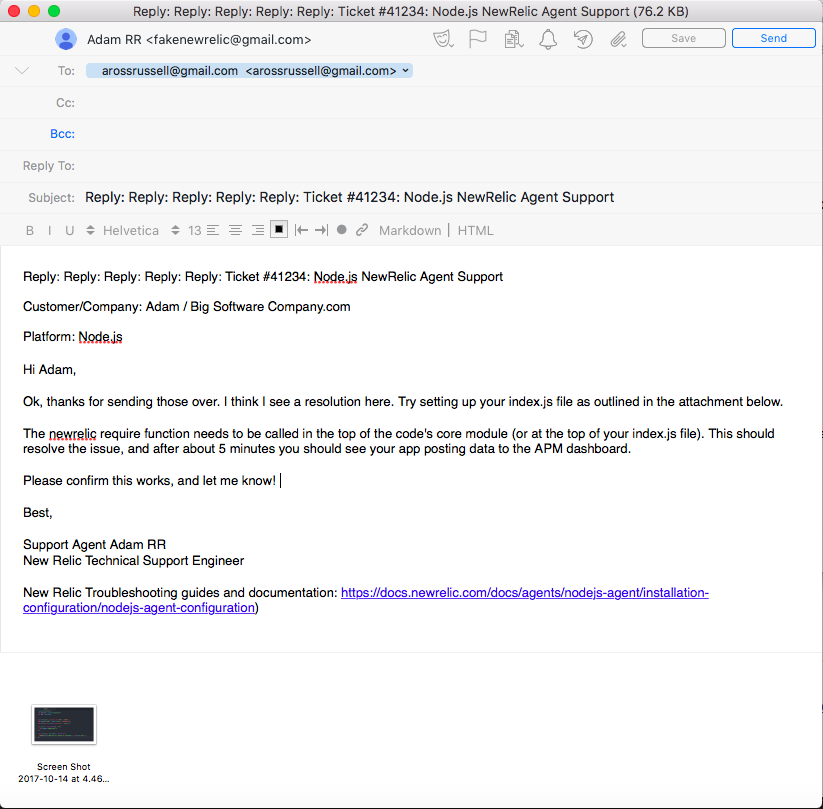 Reply: Reply: Reply: Reply: Reply: Ticket #41234: Node.js NewRelic Agent Support (76.2 KB)
Adam RR <fakenewrelic@gmail.com>
Save
Send
To: arossrussell@gmail.com <arossrussell@gmail.com>
Cc:
Bcc:
Reply To:
Subject: Reply: Reply: Reply: Reply: Reply: Ticket #41234: Node.js NewRelic Agent Support
B I U Helvetica 13 Markdown | HTML
Reply: Reply: Reply: Reply: Reply: Ticket #41234: Node.js NewRelic Agent Support
Customer/Company: Adam / Big Software Company.com
Platform: Node.js
Hi Adam,
Ok, thanks for sending those over. I think I see a resolution here. Try setting up your index.js file as outlined in the attachment below.
The newrelic require function needs to be called in the top of the code's core module (or at the top of your index.js file). This should
resolve the issue, and after about 5 minutes you should see your app posting data to the APM dashboard.
Please confirm this works, and let me know!
Best,
Support Agent Adam RR
New Relic Technical Support Engineer
New Relic Troubleshooting guides and documentation: https://docs.newrelic.com/docs/agents/nodejs-agent/installation-
configuration/nodejs-agent-configuration)
Screen Shot
2017-10-14 at 4.46...